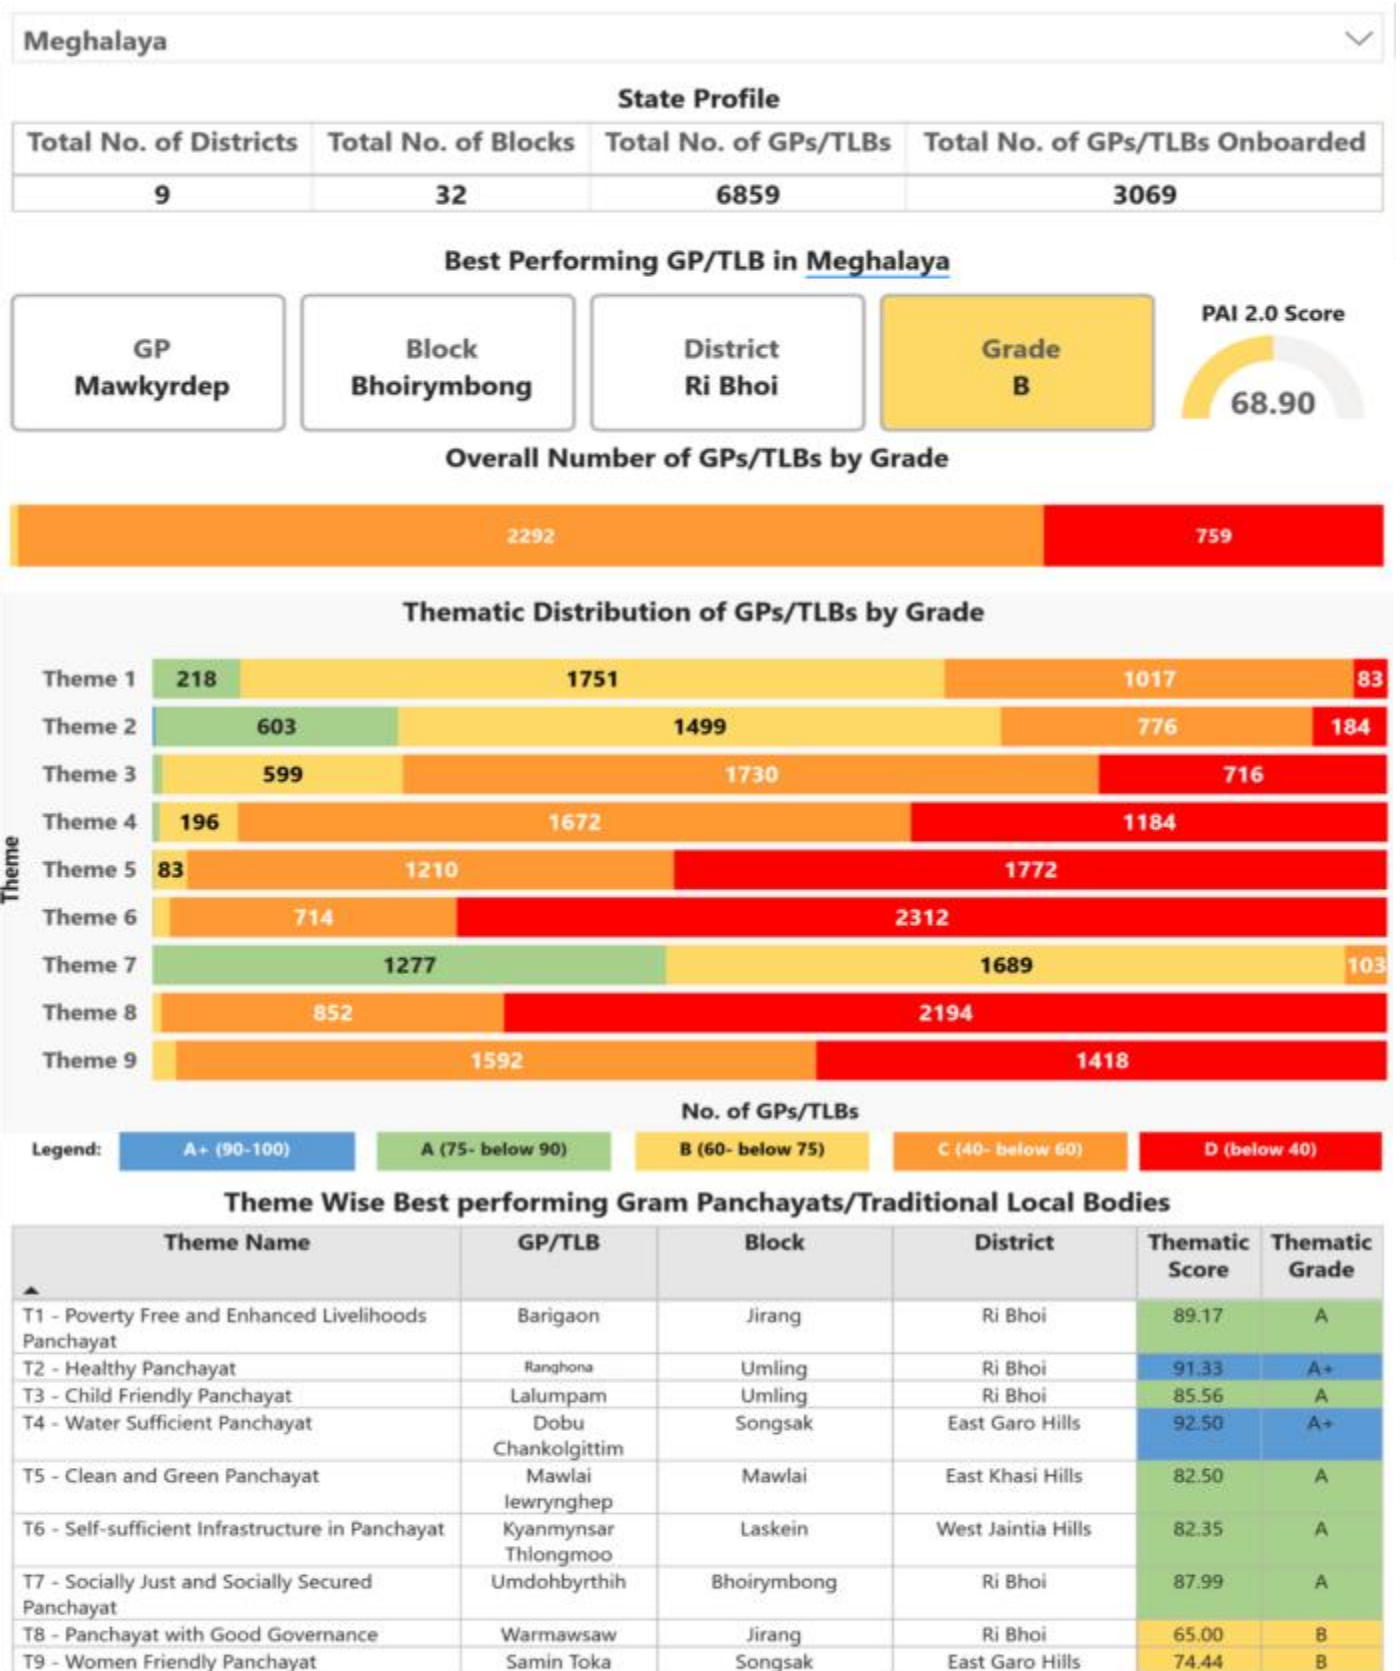 Meghalaya
State Profile
Total No. of Districts Total No. of Blocks Total No. of GPs/TLBs Total No. of GPs/TLBs Onboarded
9 32 6859 3069
Best Performing GP/TLB in Meghalaya
PAI 2.0 Score
GP Block District Grade
Mawkyrdep Bhoirymbong Ri Bhoi B
68.90
Overall Number of GPs/TLBs by Grade
2292 759
Thematic Distribution of GPs/TLBs by Grade
Theme
Theme 1 218 1751 1017 83
Theme 2 603 1499 776 184
Theme 3 599 1730 716
Theme 4 196 1672 1184
Theme 5 83 1210 1772
Theme 6 714 2312
Theme 7 1277 1689 103
Theme 8 852 2194
Theme 9 1592 1418
No. of GPs/TLBs
Legend: A+ (90-100) A (75- below 90) B (60- below 75) C (40- below 60) D (below 40)
Theme Wise Best performing Gram Panchayats/Traditional Local Bodies
Theme Name GP/TLB Block District Thematic Thematic
Score Grade
T1 - Poverty Free and Enhanced Livelihoods Barigaon Jirang Ri Bhoi 89.17 A
Panchayat
T2 - Healthy Panchayat Ranghona Umling Ri Bhoi 91.33 A+
T3 - Child Friendly Panchayat Lalumpam Umling Ri Bhoi 85.56 A
T4 - Water Sufficient Panchayat Dobu Songsak East Garo Hills 92.50 A+
Chankolgittim
T5 - Clean and Green Panchayat Mawlai Mawlai East Khasi Hills 82.50 A
Iewrynghep
T6 - Self-sufficient Infrastructure in Panchayat Kyanmynsar Laskein West Jaintia Hills 82.35 A
Thlongmoo
T7 - Socially Just and Socially Secured Umdohbyrthih Bhoirymbong Ri Bhoi 87.99 A
Panchayat
T8 - Panchayat with Good Governance Warmawsaw Jirang Ri Bhoi 65.00 B
T9 - Women Friendly Panchayat Samin Toka Songsak East Garo Hills 74.44 B